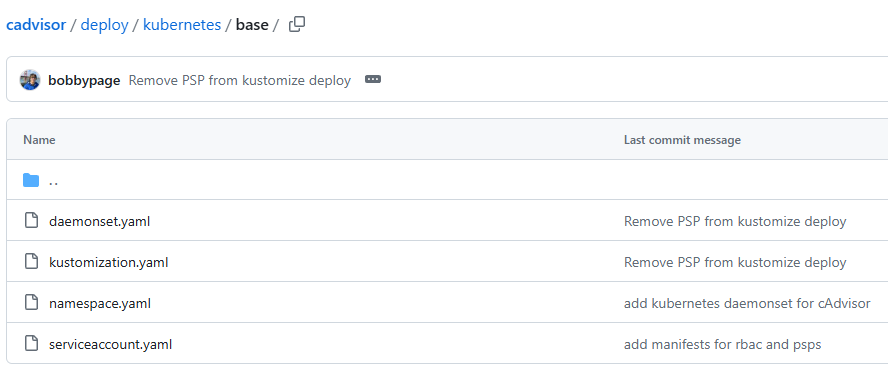 cadvisor / deploy / kubernetes / base /
bobbypage Remove PSP from kustomize deploy
Name Last commit message
..
daemonset.yaml Remove PSP from kustomize deploy
kustomization.yaml Remove PSP from kustomize deploy
namespace.yaml add kubernetes daemonset for cAdvisor
serviceaccount.yaml add manifests for rbac and psps